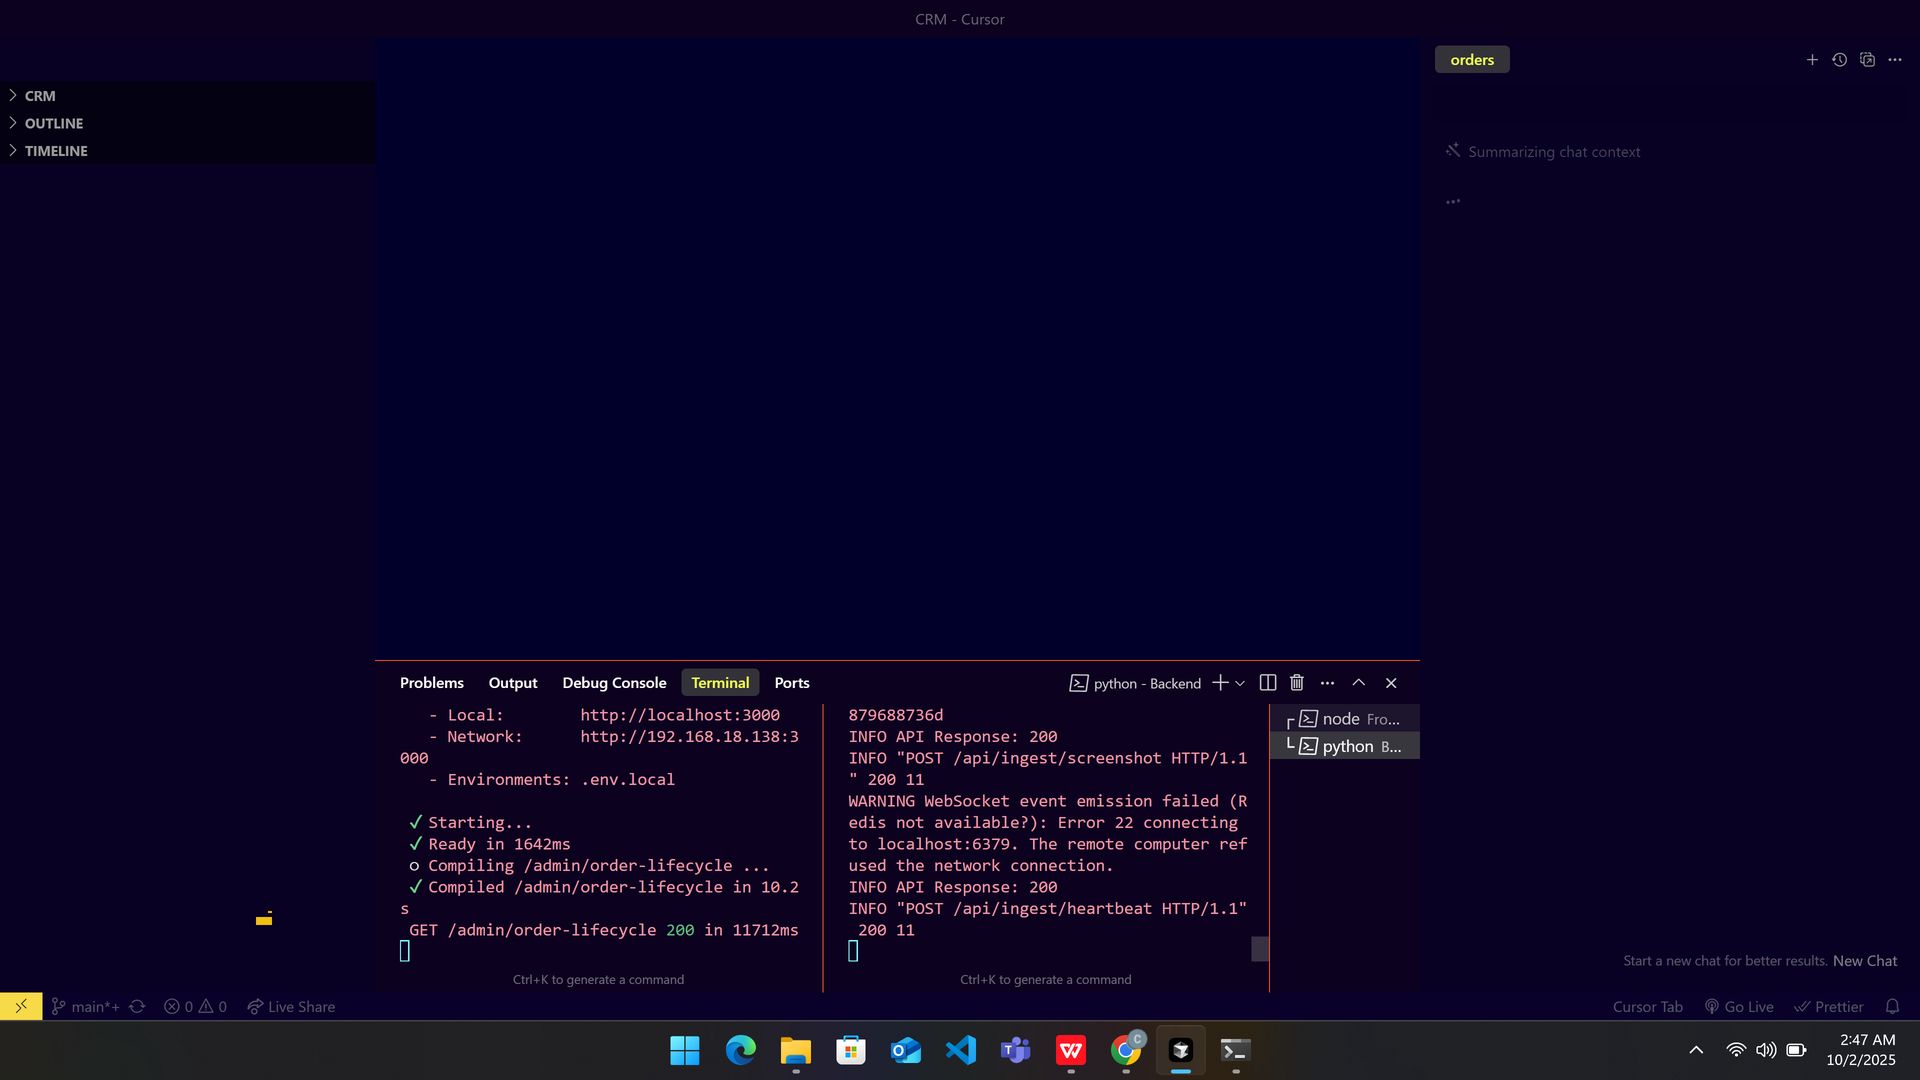 CRM - Cursor
CRM
OUTLINE
TIMELINE
orders
Summarizing chat context
Problems
Output
Debug Console
Terminal
Ports
python - Backend
- Local: http://localhost:3000
- Network: http://192.168.18.138:3
000
- Environments: .env.local
✓ Starting...
✓ Ready in 1642ms
○ Compiling /admin/order-lifecycle ...
✓ Compiled /admin/order-lifecycle in 10.2
s
GET /admin/order-lifecycle 200 in 11712ms
Ctrl+K to generate a command
879688736d
INFO API Response: 200
INFO "POST /api/ingest/screenshot HTTP/1.1
" 200 11
WARNING WebSocket event emission failed (R
edis not available?): Error 22 connecting
to localhost:6379. The remote computer ref
used the network connection.
INFO API Response: 200
INFO "POST /api/ingest/heartbeat HTTP/1.1"
200 11
Ctrl+K to generate a command
node Fro...
python B...
Start a new chat for better results. New Chat
main*+
0
0
Live Share
Cursor Tab
Go Live
Prettier
C
2:47 AM
10/2/2025